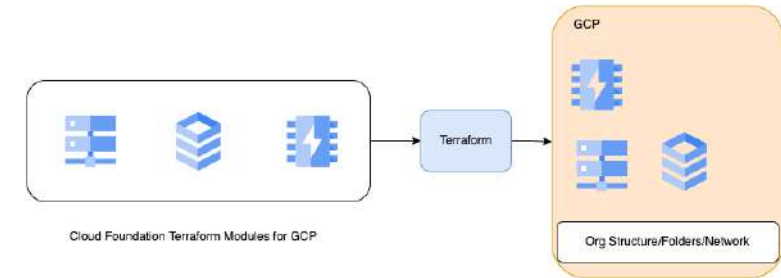 GCP
Terraform
Cloud Foundation Terraform Modules for GCP
Org Structure/Folders/Network